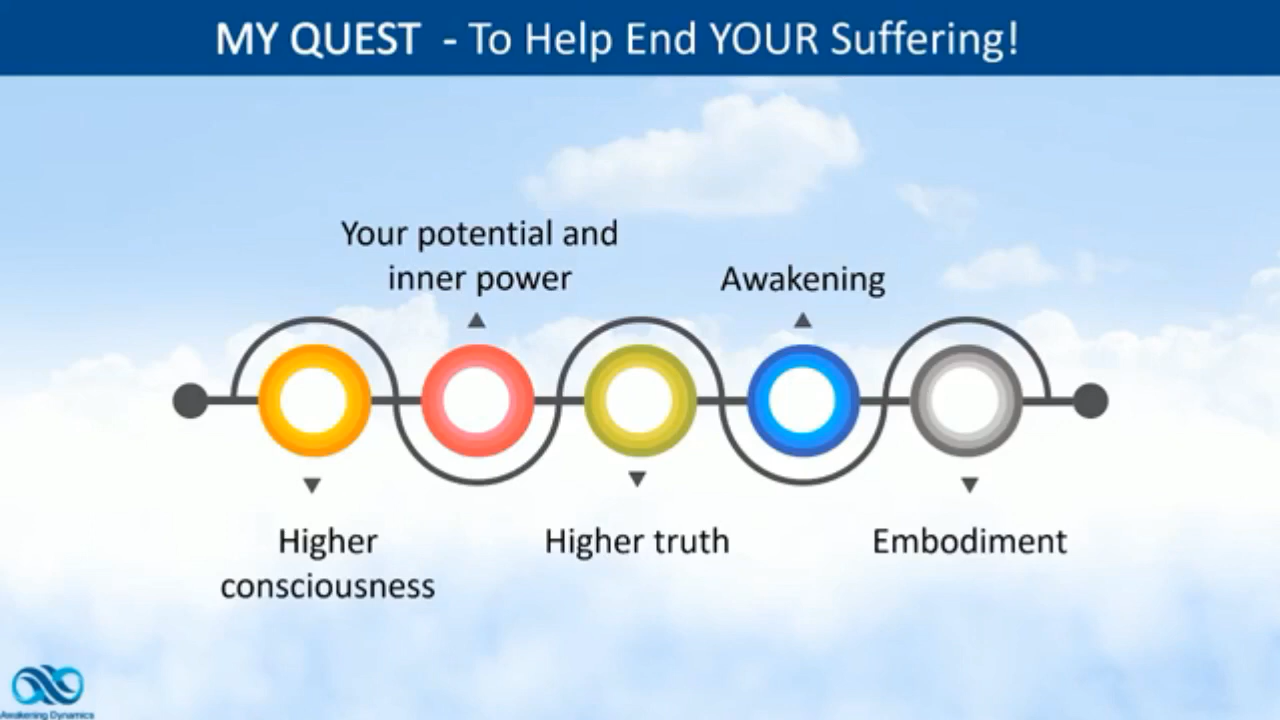 MY QUEST - To Help End YOUR Suffering!
Your potential and
inner power
Awakening
Higher
consciousness
Higher truth
Embodiment
Awakening Dynamics